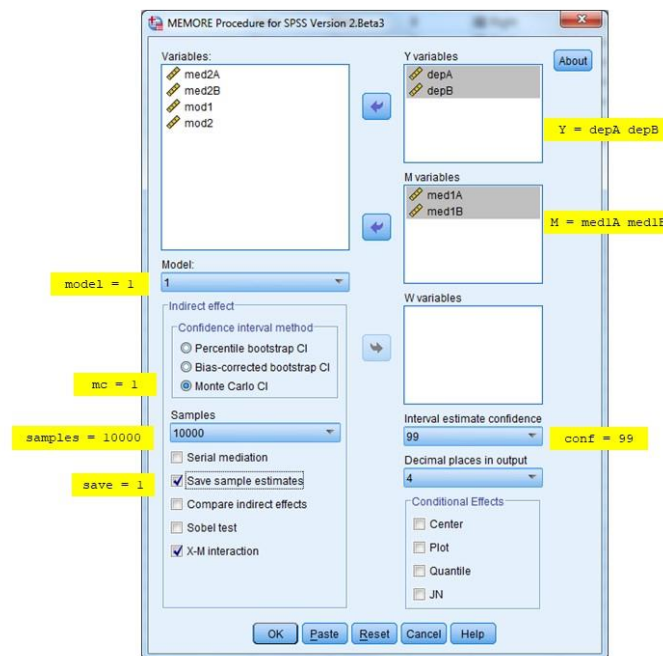 MEMORE Procedure for SPSS Version 2.Beta3
Variables:
med2A
med2B
mod1
mod2
Y variables
depA
depB
About
Y = depA depB
M variables
med1A
med1B
M = med1A med1B
Model:
1
model = 1
W variables
Indirect effect
Confidence interval method
Percentile bootstrap CI
Bias-corrected bootstrap CI
Monte Carlo CI
mc = 1
Samples
10000
samples = 10000
Serial mediation
Save sample estimates
save = 1
Compare indirect effects
Sobel test
X-M interaction
Interval estimate confidence
99
conf = 99
Decimal places in output
4
Conditional Effects
Center
Plot
Quantile
JN
OK Paste Reset Cancel Help